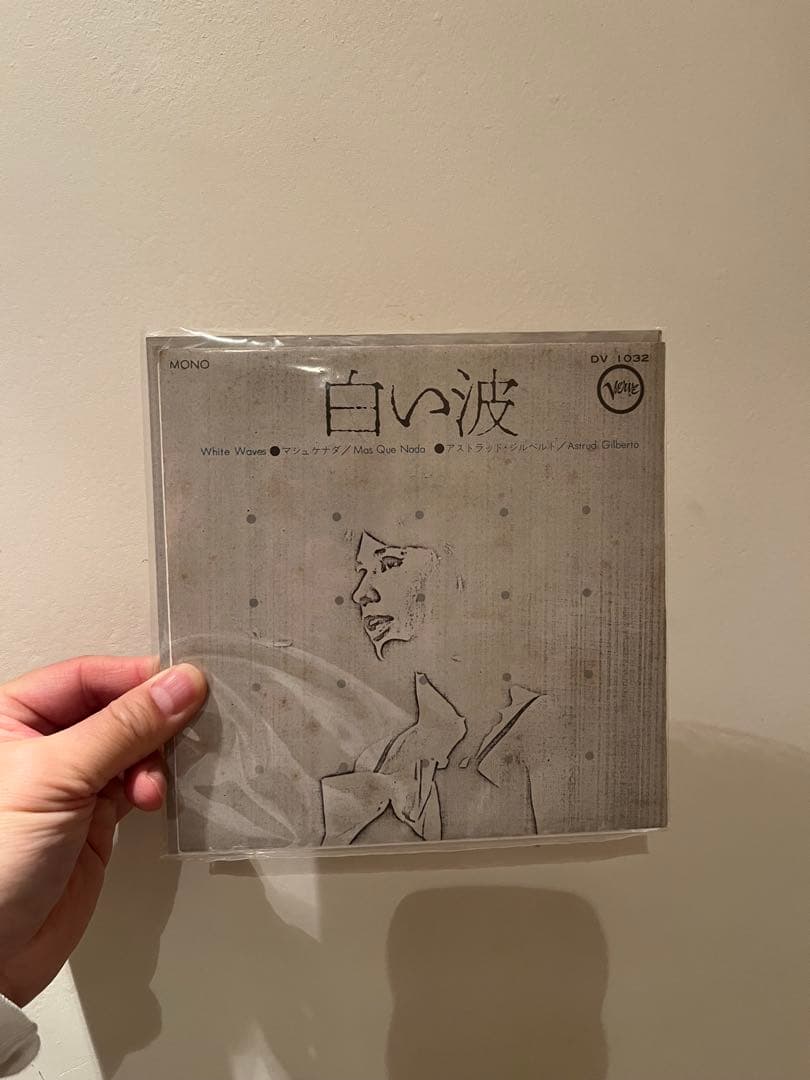 MONO
DV 1032
Verve
白い波
White Waves ●マシュケナダ／Mas Que Nada ●アストラッド・ジルベルト／Astrud Gilberto